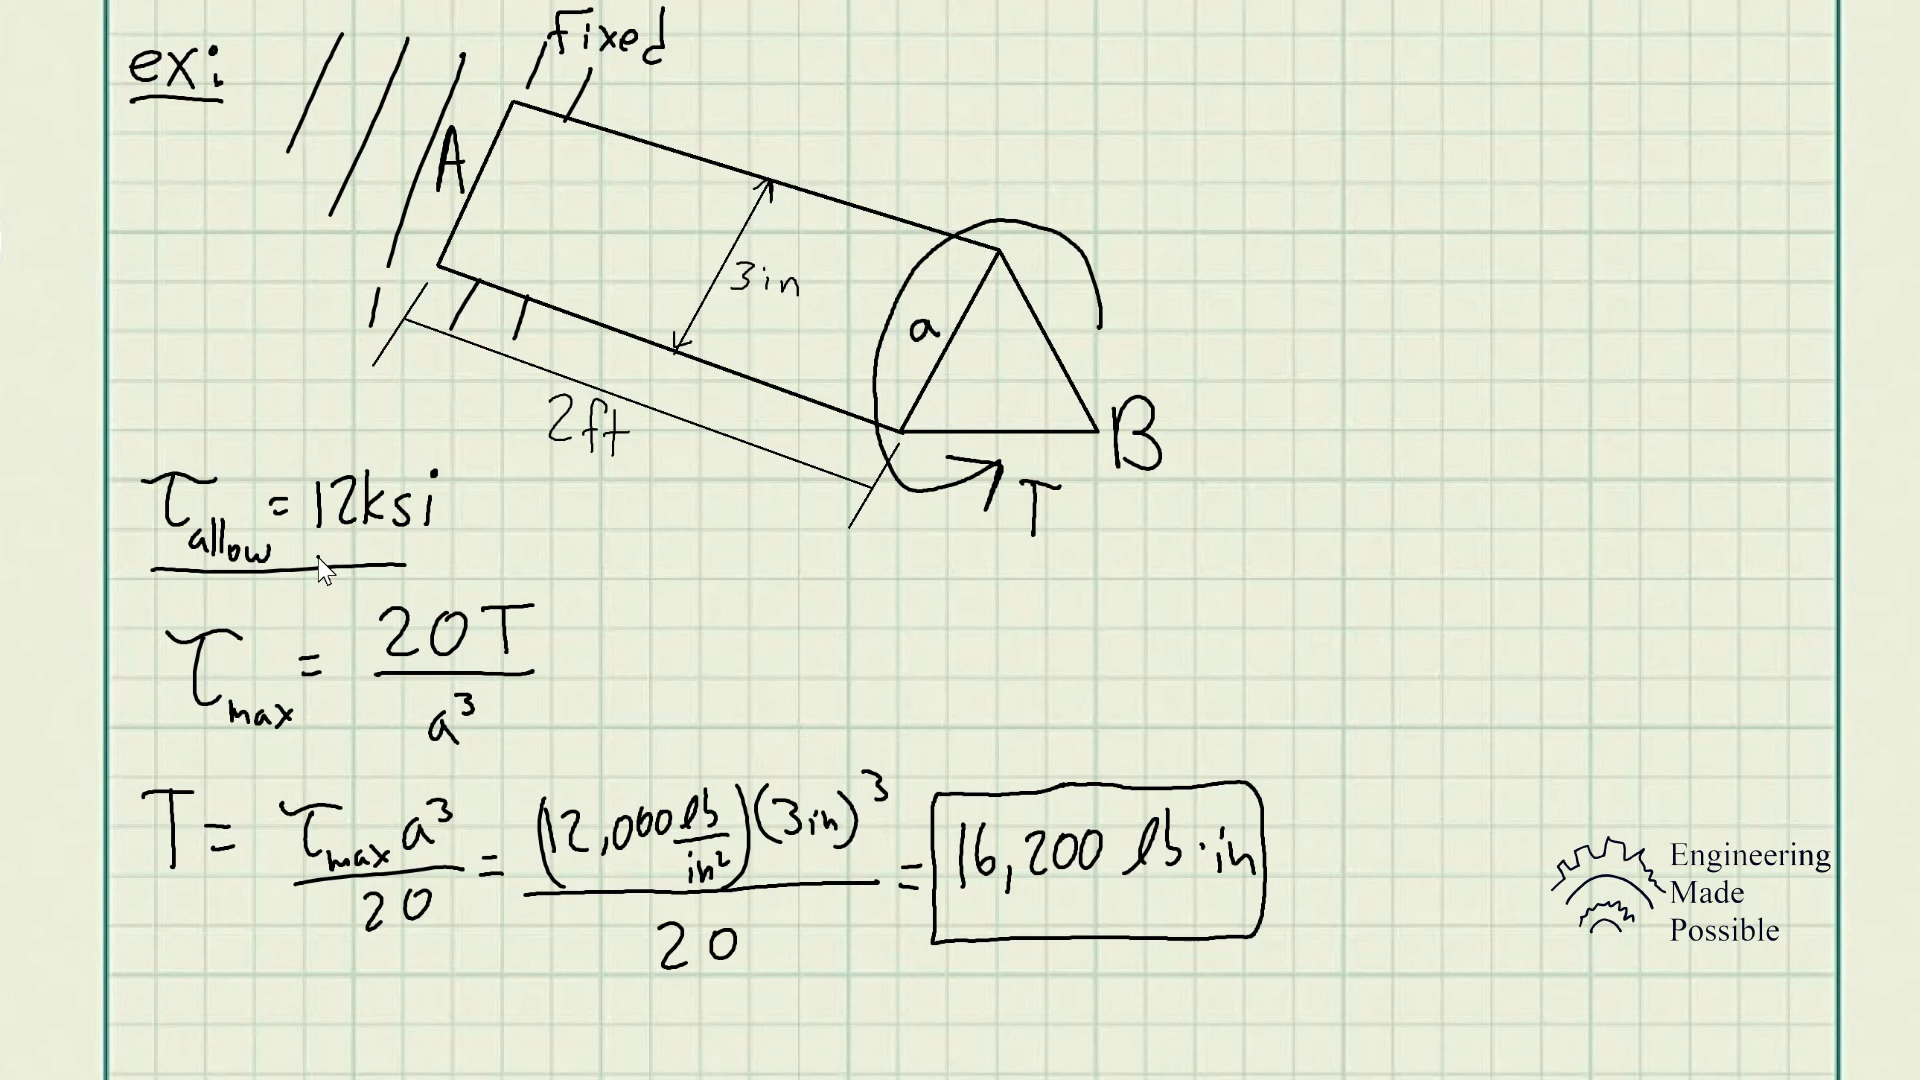 ex:
Fixed
A
3in
a
B
2ft
T
τallow = 12ksi
τmax = 20T / a³
T = τmax a³ / 20 = (12,000 lb/in²)(3in)³ / 20 = 16,200 lb·in
Engineering
Made
Possible